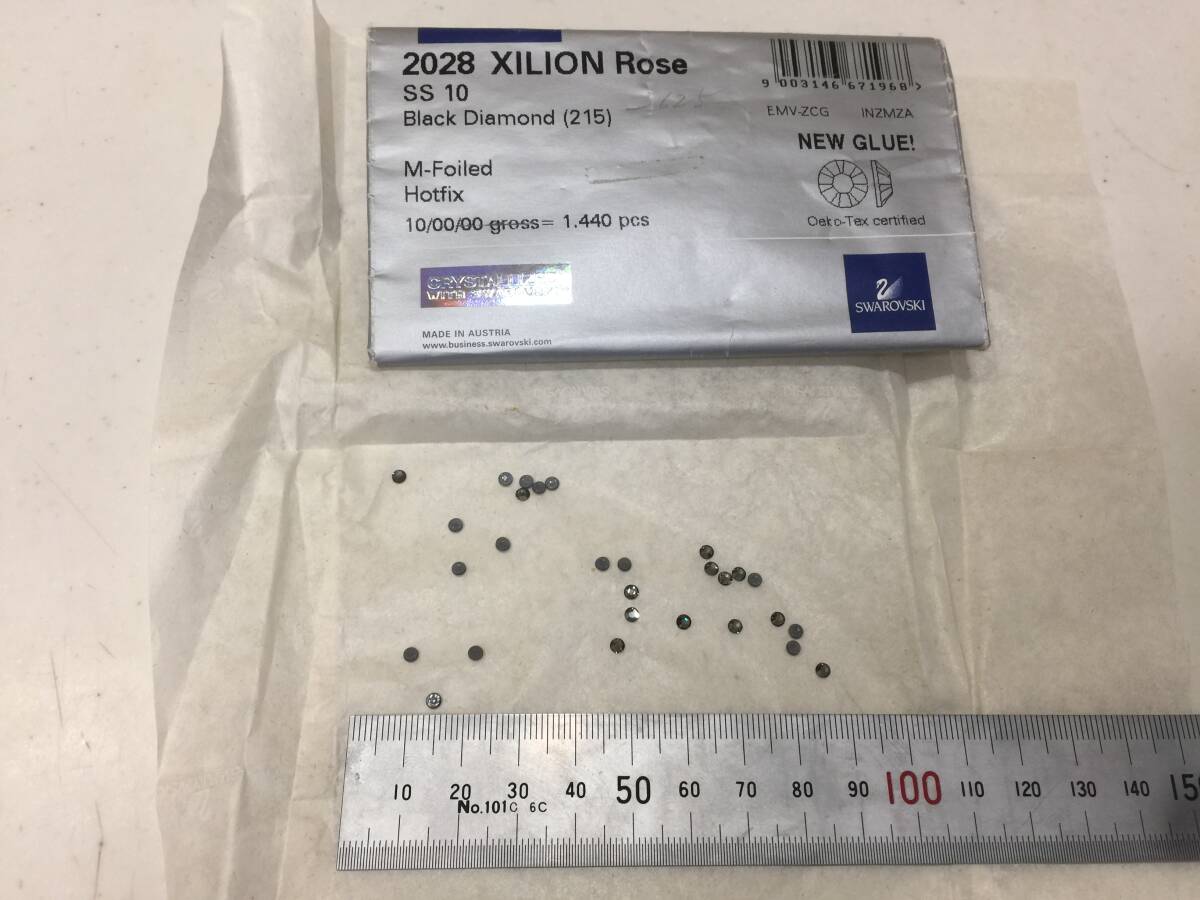 2028 XILION Rose
SS 10
Black Diamond (215)
M-Foiled
Hotfix
10/00/00 gross= 1.440 pcs
MADE IN AUSTRIA
www.business.swarovski.com
9 003146 671968 >
EMV-ZCG INZMZA
NEW GLUE!
Oeko-Tex certified
SWAROVSKI
10 20 30 40 50 60 70 80 90 100 110 120 130 140 150
No.101C 6C